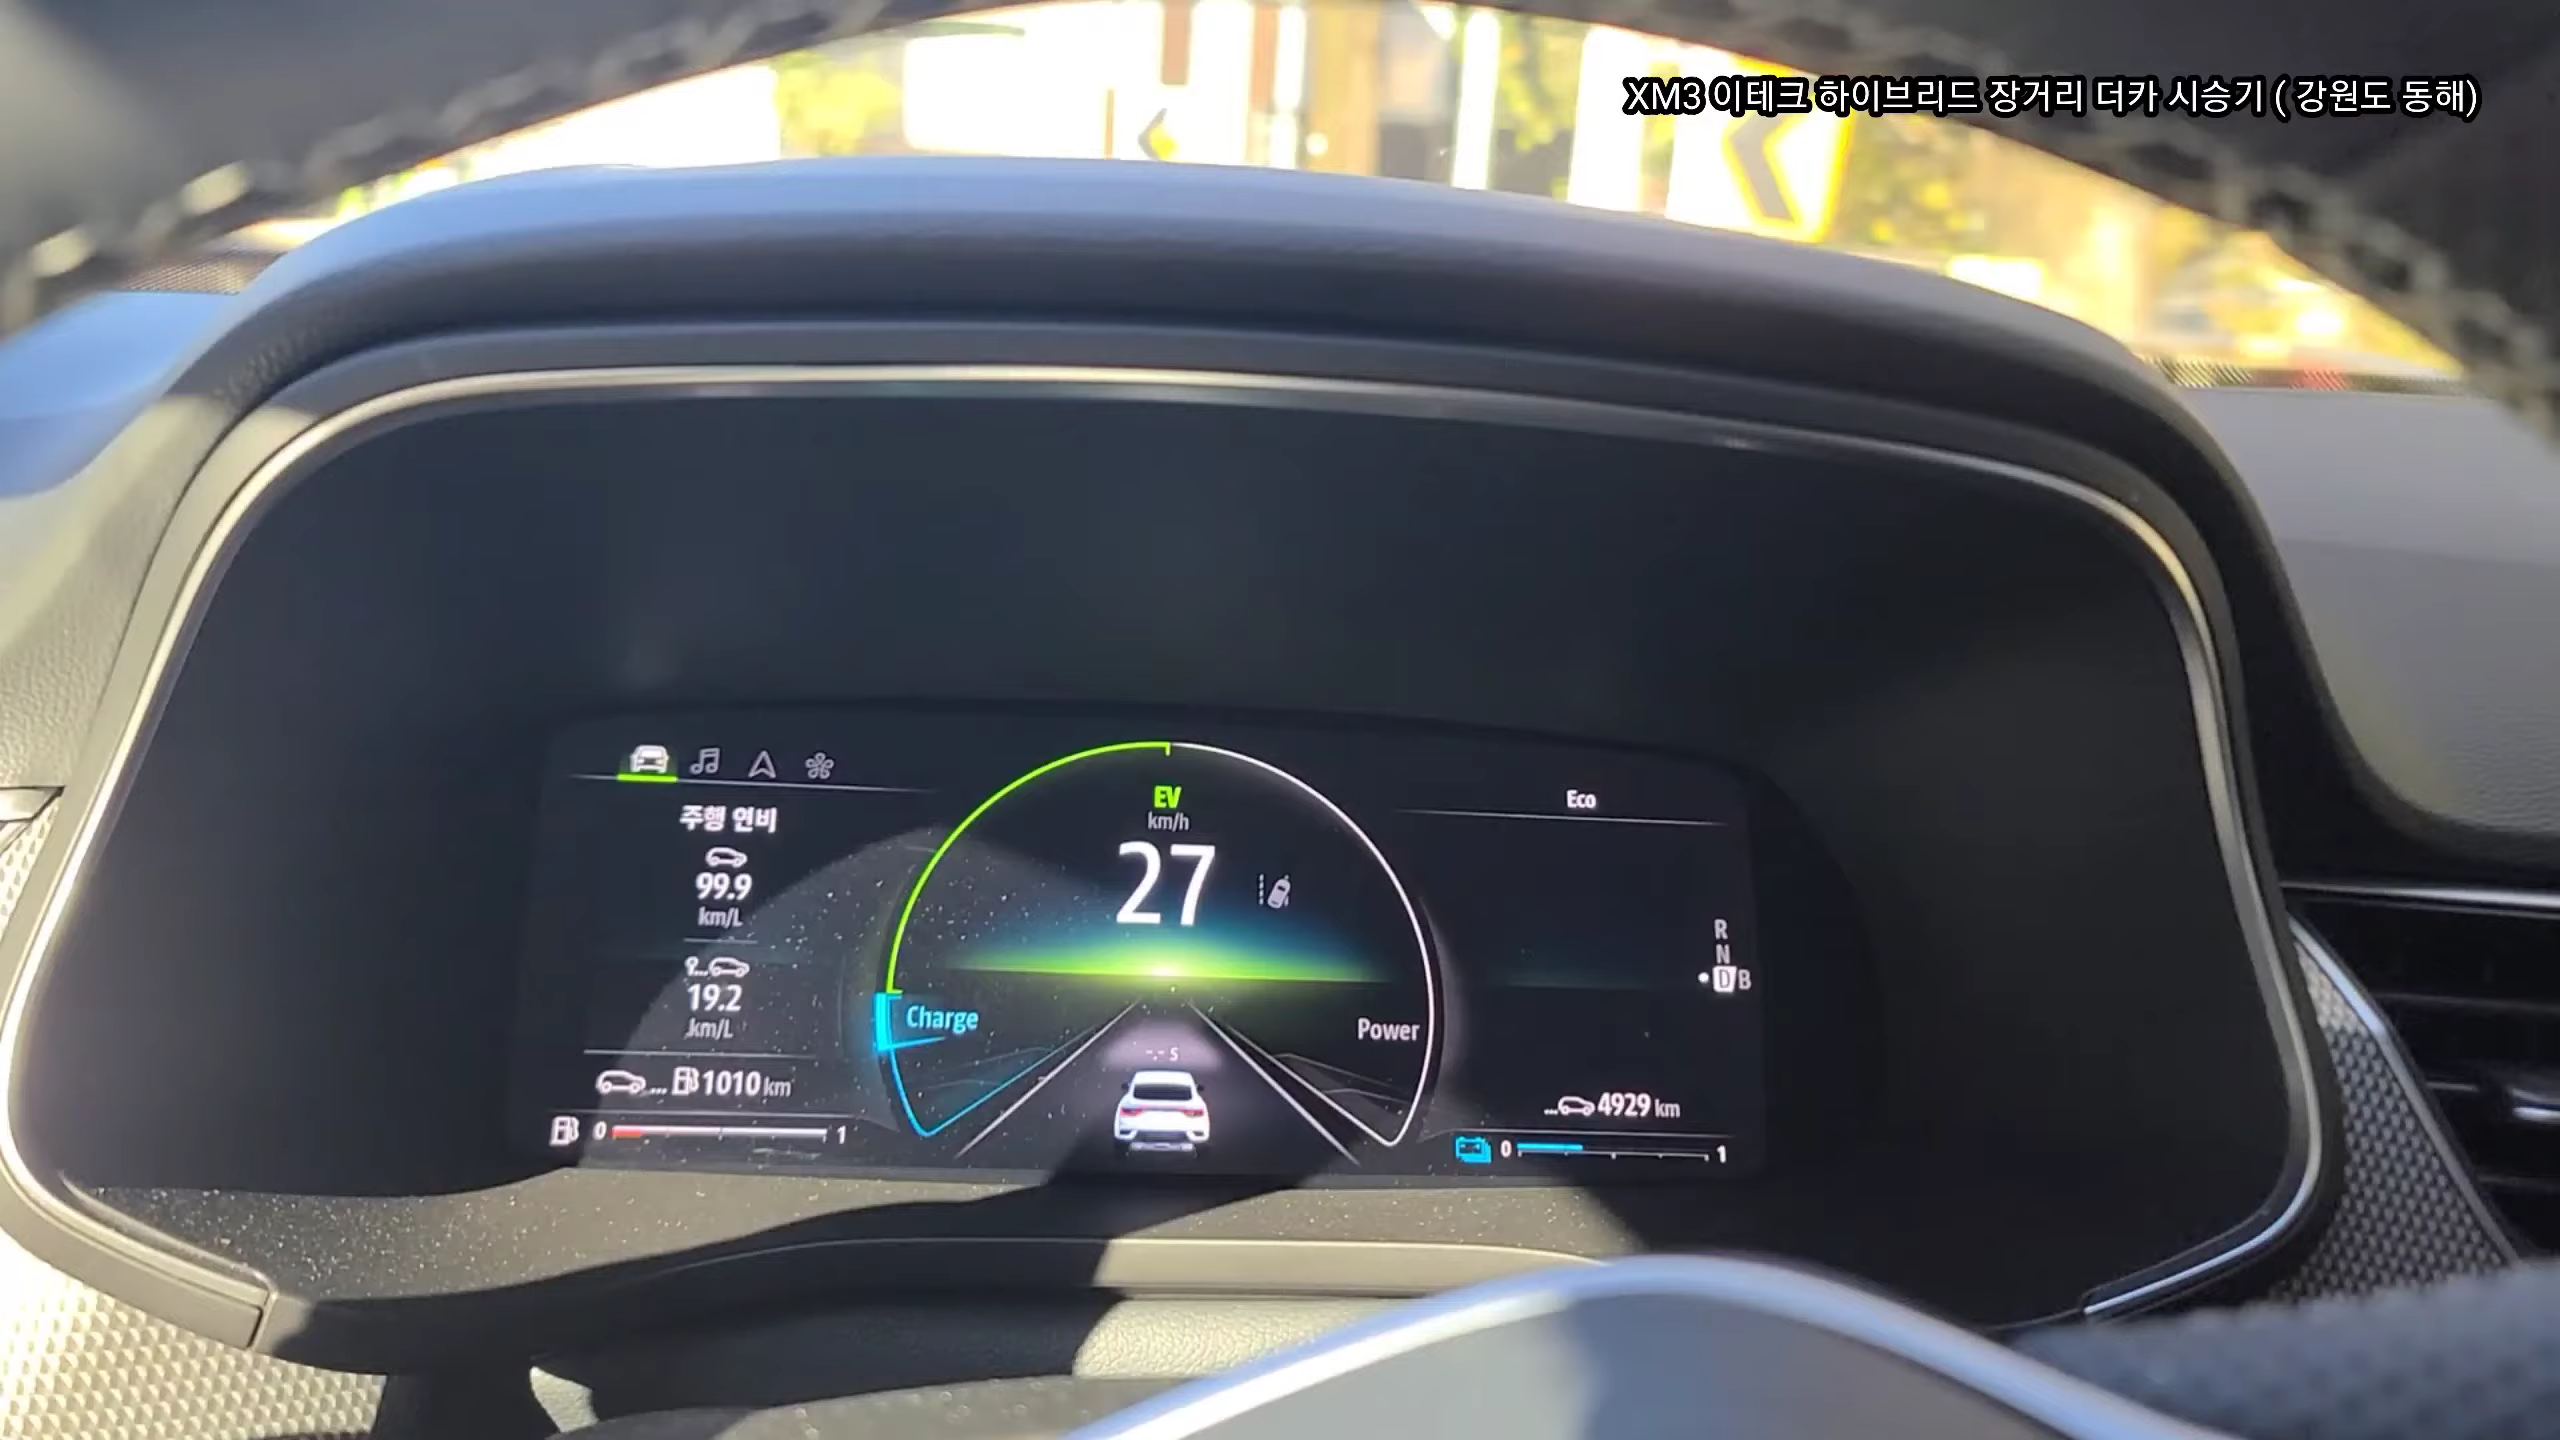 XM3 이테크 하이브리드 장거리 더카 시승기 ( 강원도 동해)
주행 연비
99.9
km/L
19.2
km/L
... 1010 km
0 1
EV
km/h
27
Charge
Power
-.- s
Eco
R
N
D B
... 4929 km
0 1